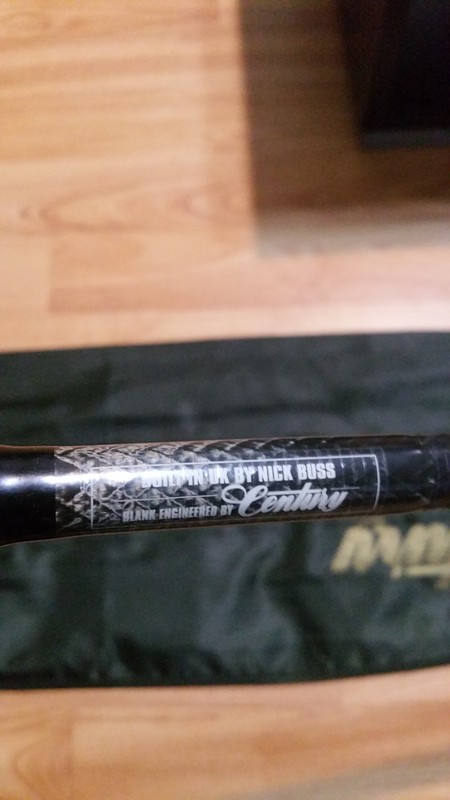 BUILT IN UK BY NICK BUSS
BLANK ENGINEERED BY Century